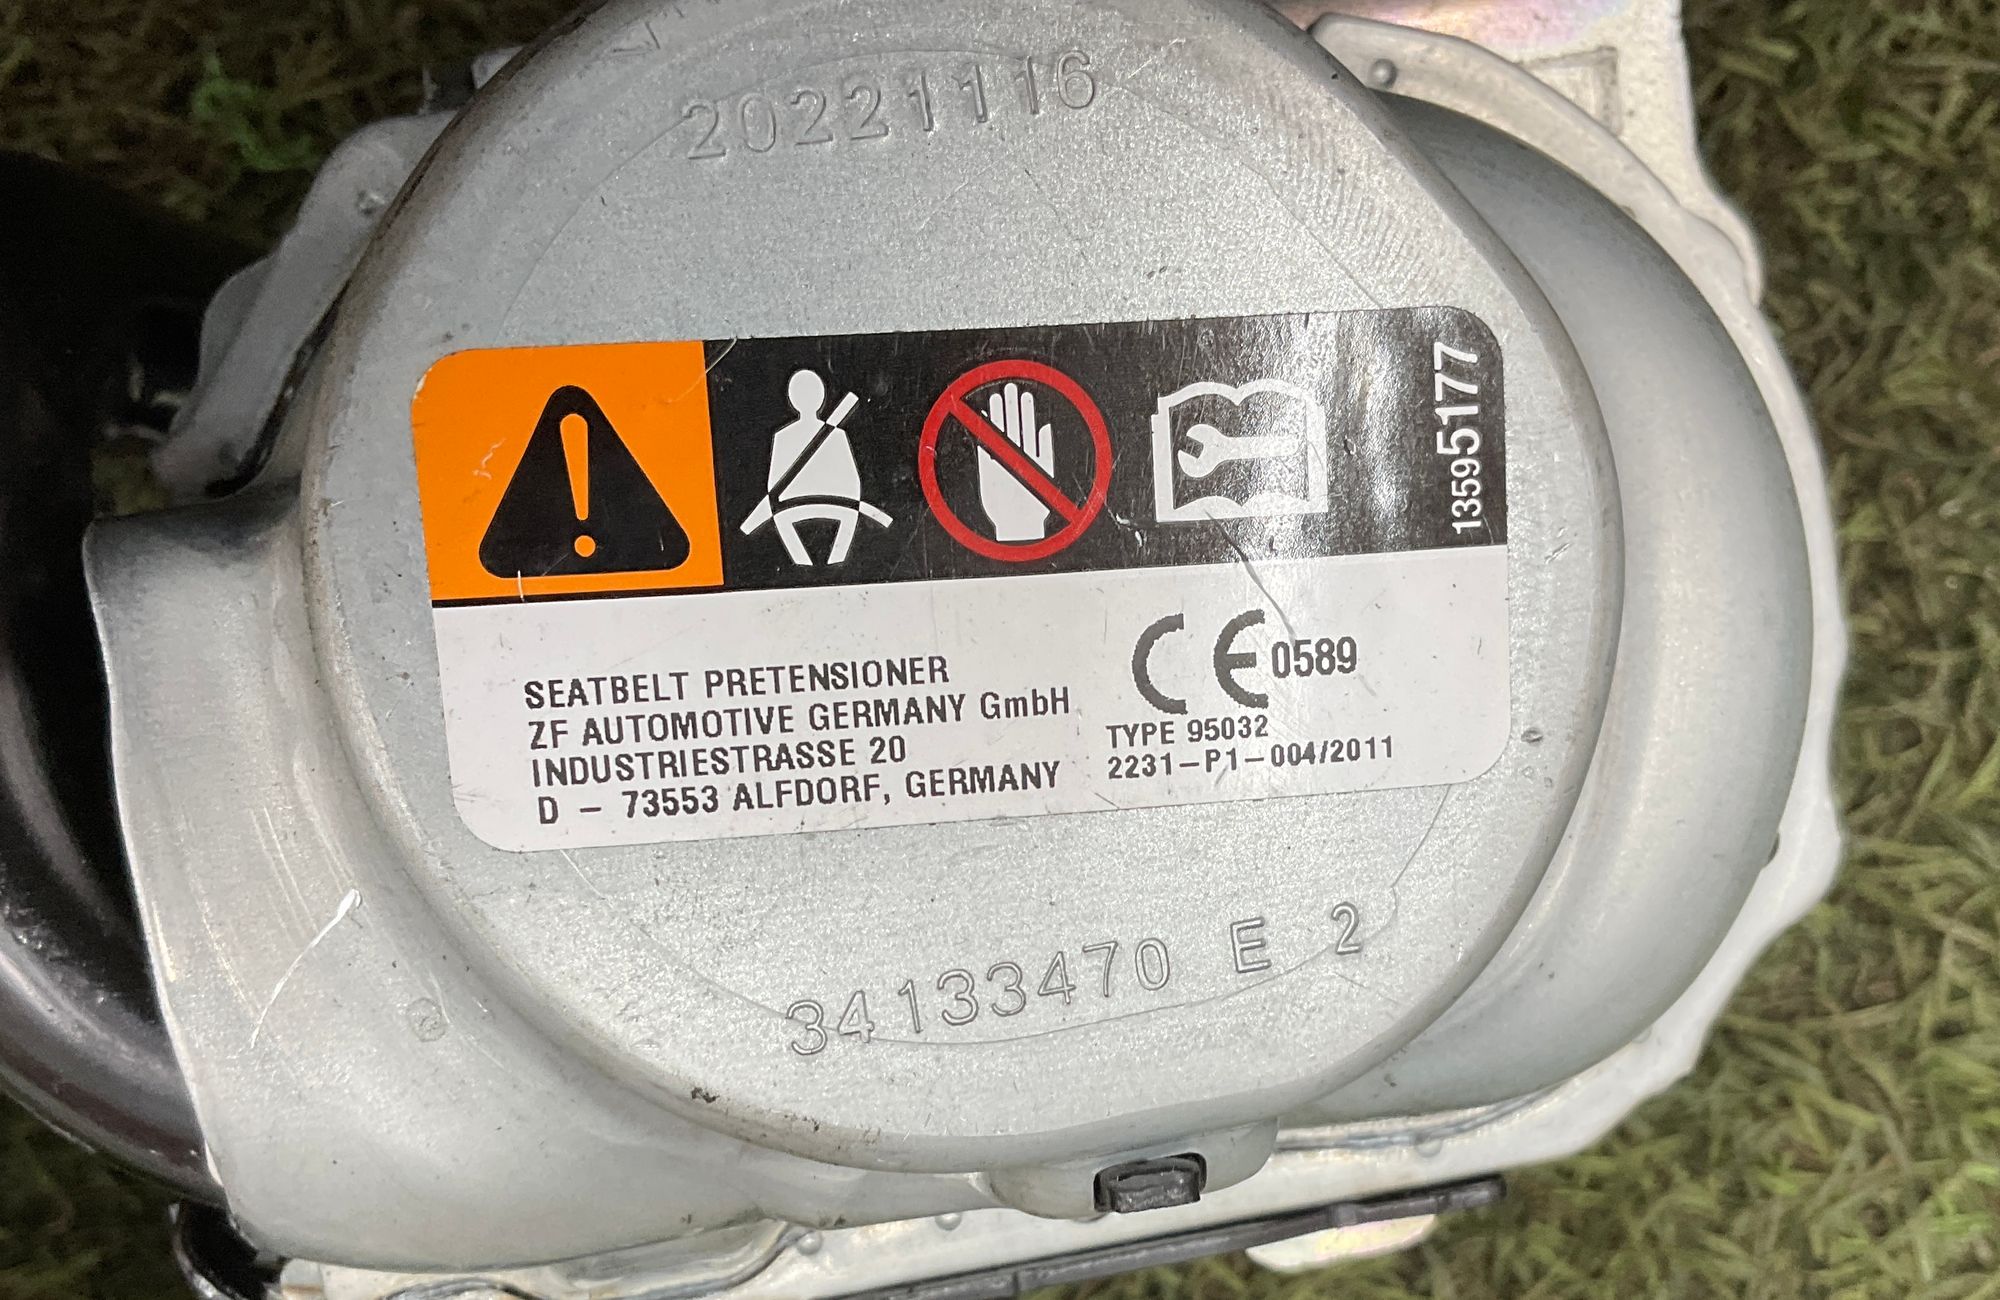 20221116
13595177
SEATBELT PRETENSIONER
ZF AUTOMOTIVE GERMANY GmbH
INDUSTRIESTRASSE 20
D - 73553 ALFDORF, GERMANY
CE 0589
TYPE 95032
2231-P1-004/2011
34133470 E 2